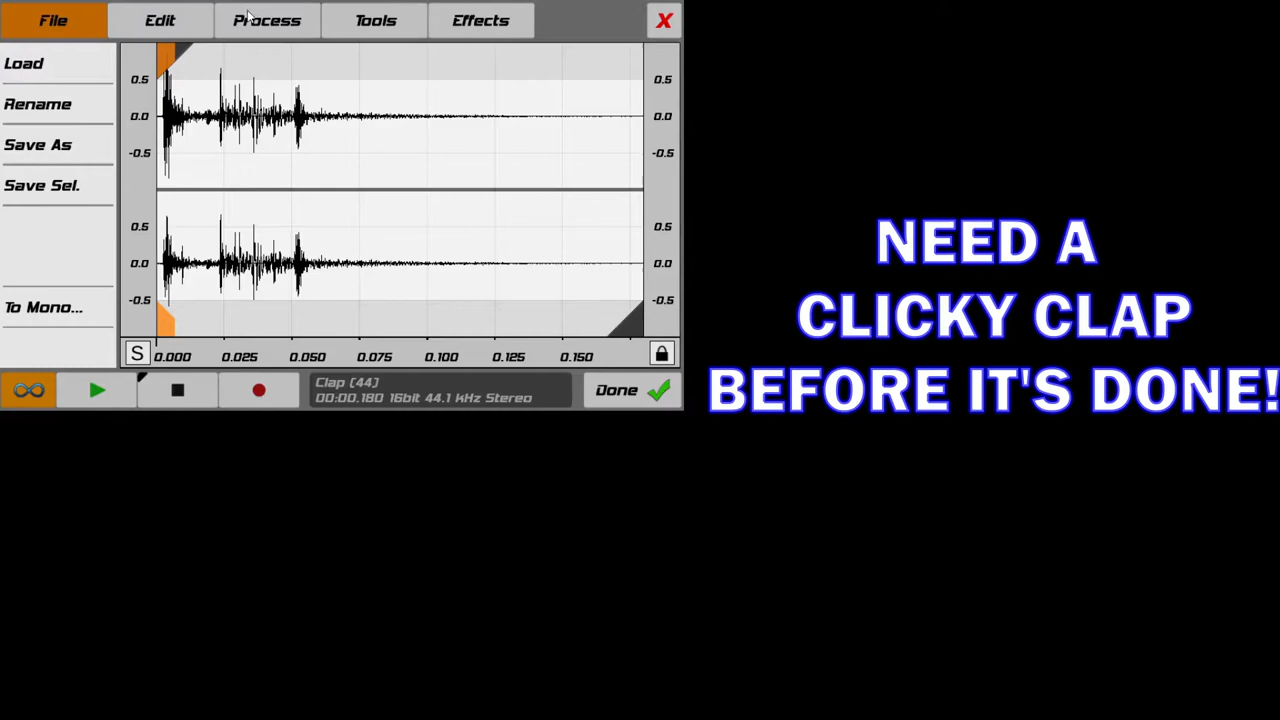 File Edit Process Tools Effects X
Load
Rename
Save As
Save Sel.
To Mono...
0.5 0.5
0.0 0.0
-0.5 -0.5
0.5 0.5
0.0 0.0
-0.5 -0.5
S 0.000 0.025 0.050 0.075 0.100 0.125 0.150
Clap [44]
00:00.180 16bit 44.1 kHz Stereo
Done
NEED A
CLICKY CLAP
BEFORE IT'S DONE!